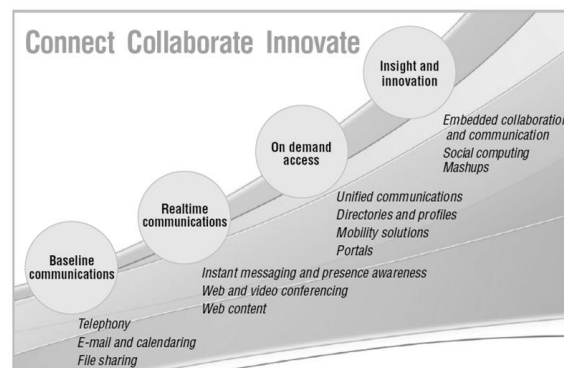 Connect Collaborate Innovate
Insight and
innovation
Embedded collaboration
and communication
Social computing
Mashups
On demand
access
Unified communications
Directories and profiles
Mobility solutions
Portals
Realtime
communications
Instant messaging and presence awareness
Web and video conferencing
Web content
Baseline
communications
Telephony
E-mail and calendaring
File sharing